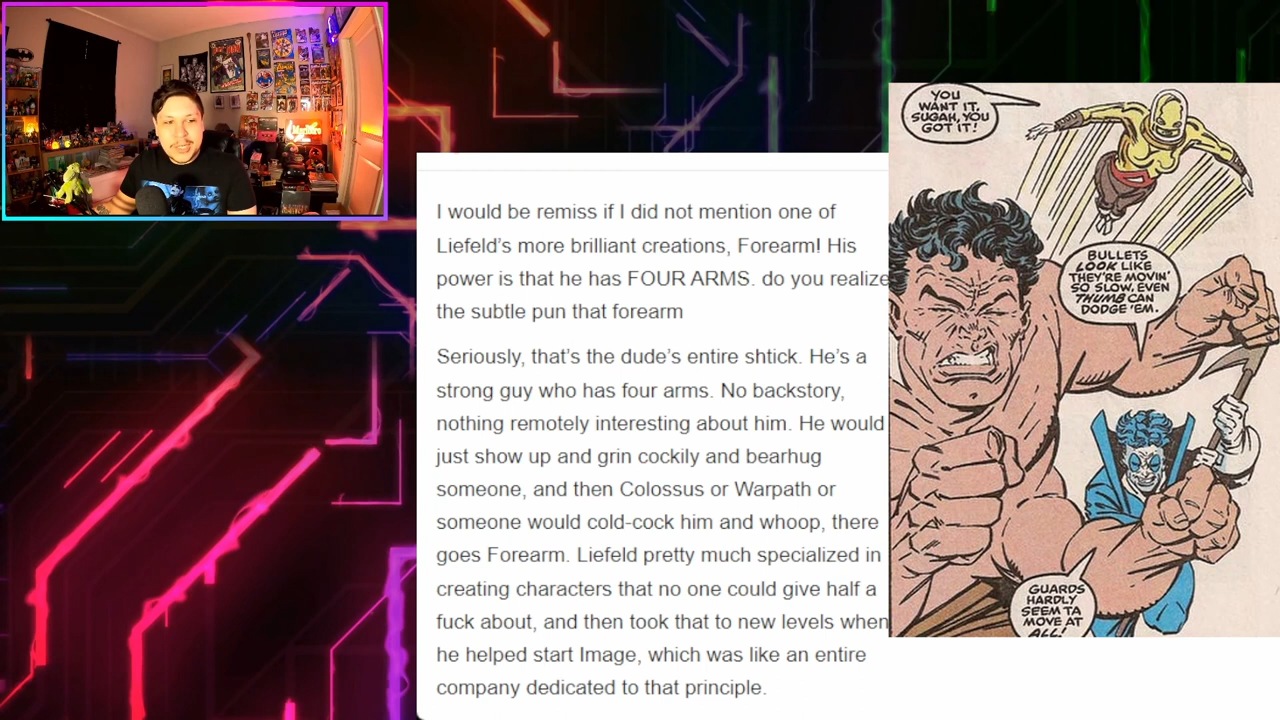 I would be remiss if I did not mention one of
Liefeld's more brilliant creations, Forearm! His
power is that he has FOUR ARMS. do you realize
the subtle pun that forearm
Seriously, that's the dude's entire shtick. He's a
strong guy who has four arms. No backstory,
nothing remotely interesting about him. He would
just show up and grin cockily and bearhug
someone, and then Colossus or Warpath or
someone would cold-cock him and whoop, there
goes Forearm. Liefeld pretty much specialized in
creating characters that no one could give half a
fuck about, and then took that to new levels when
he helped start Image, which was like an entire
company dedicated to that principle.
YOU
WANT IT,
SUGAH, YOU
GOT IT!
BULLETS
LOOK LIKE
THEY'RE MOVIN'
SO SLOW, EVEN
THUMB CAN
DODGE 'EM.
GUARDS
HARDLY
SEEM TA
MOVE AT
ALL!